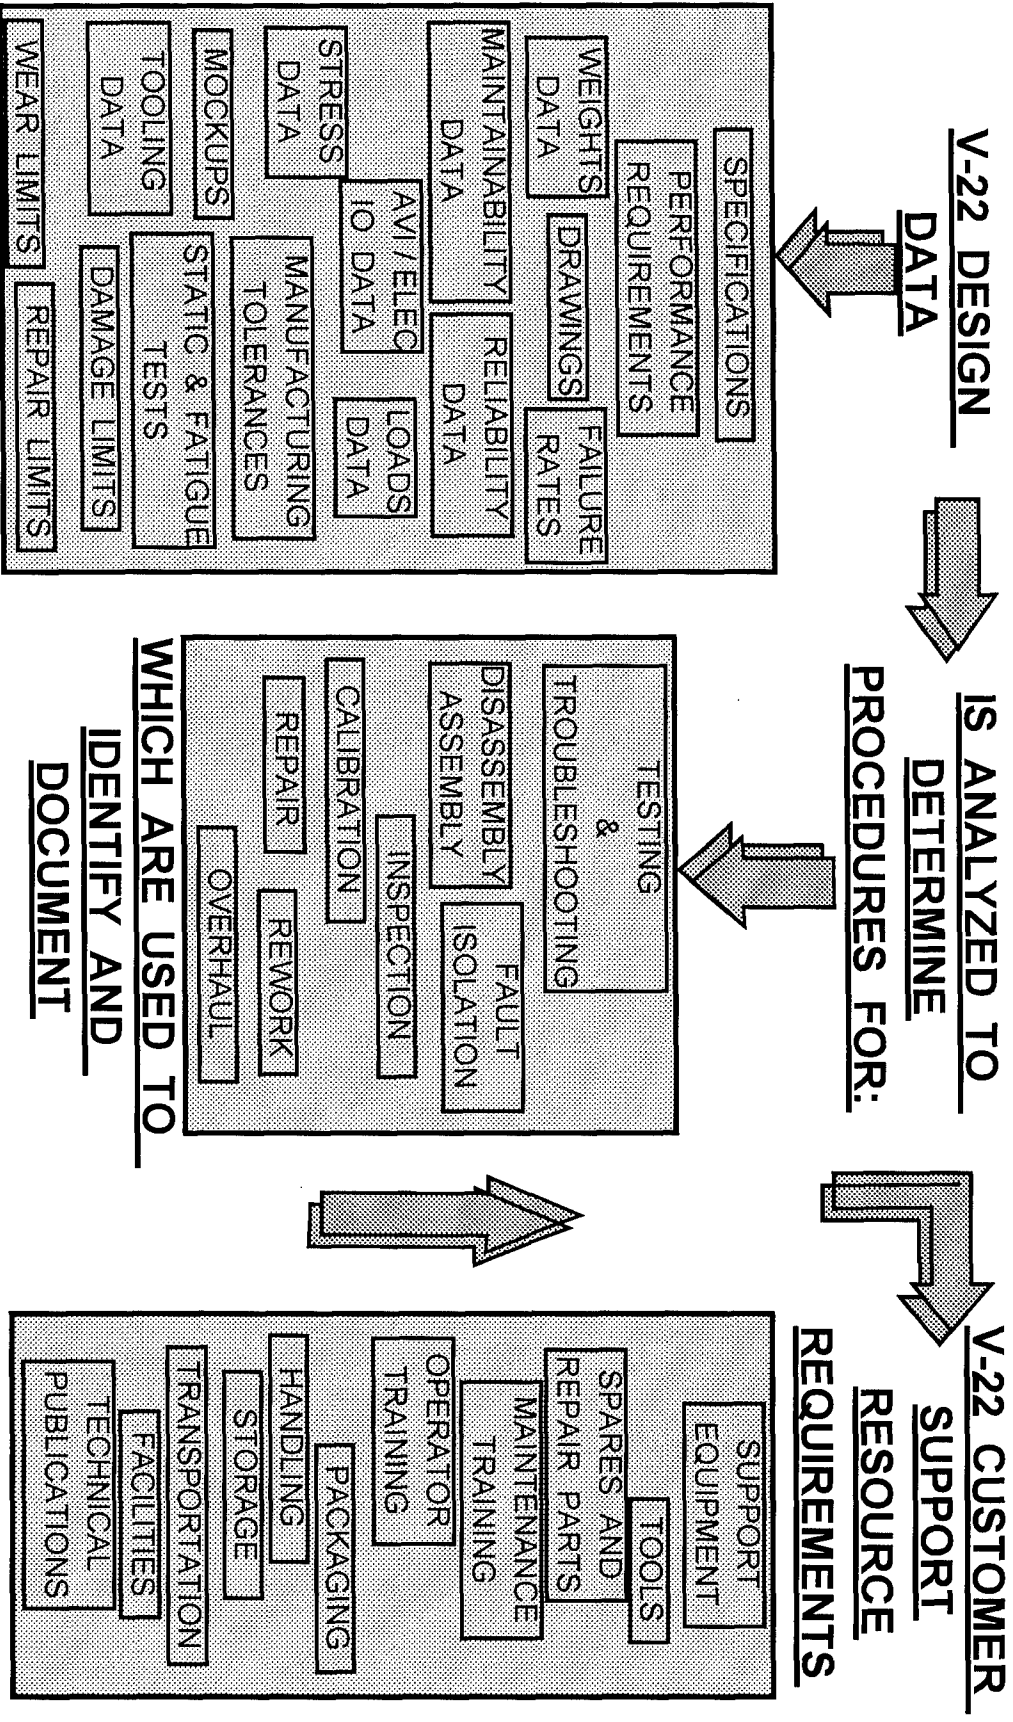 V-22 DESIGN
DATA
SPECIFICATIONS
PERFORMANCE
REQUIREMENTS
WEIGHTS
DATA
DRAWINGS
FAILURE
RATES
MAINTAINABILITY
DATA
RELIABILITY
DATA
STRESS
DATA
AVI/ELEC
IO DATA
LOADS
DATA
MOCKUPS
MANUFACTURING
TOLERANCES
TOOLING
DATA
STATIC & FATIGUE
TESTS
DAMAGE LIMITS
WEAR LIMITS
REPAIR LIMITS
IS ANALYZED TO
DETERMINE
PROCEDURES FOR:
TESTING
&
TROUBLESHOOTING
DISASSEMBLY
ASSEMBLY
FAULT
ISOLATION
INSPECTION
CALIBRATION
REPAIR
REWORK
OVERHAUL
WHICH ARE USED TO
IDENTIFY AND
DOCUMENT
V-22 CUSTOMER
SUPPORT
RESOURCE
REQUIREMENTS
SUPPORT
EQUIPMENT
TOOLS
SPARES AND
REPAIR PARTS
MAINTENANCE
TRAINING
OPERATOR
TRAINING
PACKAGING
HANDLING
STORAGE
TRANSPORTATION
FACILITIES
TECHNICAL
PUBLICATIONS